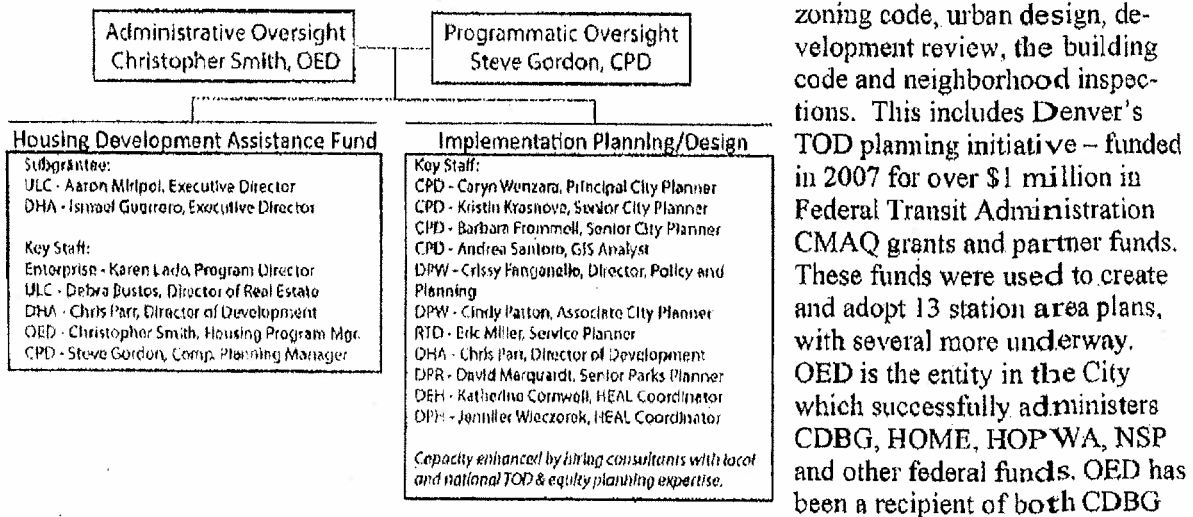 Administrative Oversight
Christopher Smith, OED
Programmatic Oversight
Steve Gordon, CPD
Housing Development Assistance Fund
Subgrantee:
ULC - Aaron Miripol, Executive Director
DHA - Ismael Guerrero, Executive Director
Key Staff:
Enterprise - Karen Lado, Program Director
ULC - Debra Bustos, Director of Real Estate
DHA - Chris Parr, Director of Development
OED - Christopher Smith, Housing Program Mgr.
CPD - Steve Gordon, Comp. Planning Manager
Implementation Planning/Design
Key Staff:
CPD - Caryn Wenzara, Principal City Planner
CPD - Kristin Krasnove, Senior City Planner
CPD - Barbara Frommell, Senior City Planner
CPD - Andrea Santoro, GIS Analyst
DPW - Crissy Fanganello, Director, Policy and
Planning
DPW - Cindy Patton, Associate City Planner
RTD - Eric Miller, Service Planner
DHA - Chris Parr, Director of Development
DPR - David Marquardt, Senior Parks Planner
DEH - Katherine Cornwell, HEAL Coordinator
DPH - Jennifer Wieczorek, HEAL Coordinator
Capacity enhanced by hiring consultants with local
and national TOD & equity planning expertise.
zoning code, urban design, de-
velopment review, the building
code and neighborhood inspec-
tions. This includes Denver's
TOD planning initiative – funded
in 2007 for over $1 million in
Federal Transit Administration
CMAQ grants and partner funds.
These funds were used to create
and adopt 13 station area plans,
with several more underway.
OED is the entity in the City
which successfully administers
CDBG, HOME, HOPWA, NSP
and other federal funds. OED has
been a recipient of both CDBG